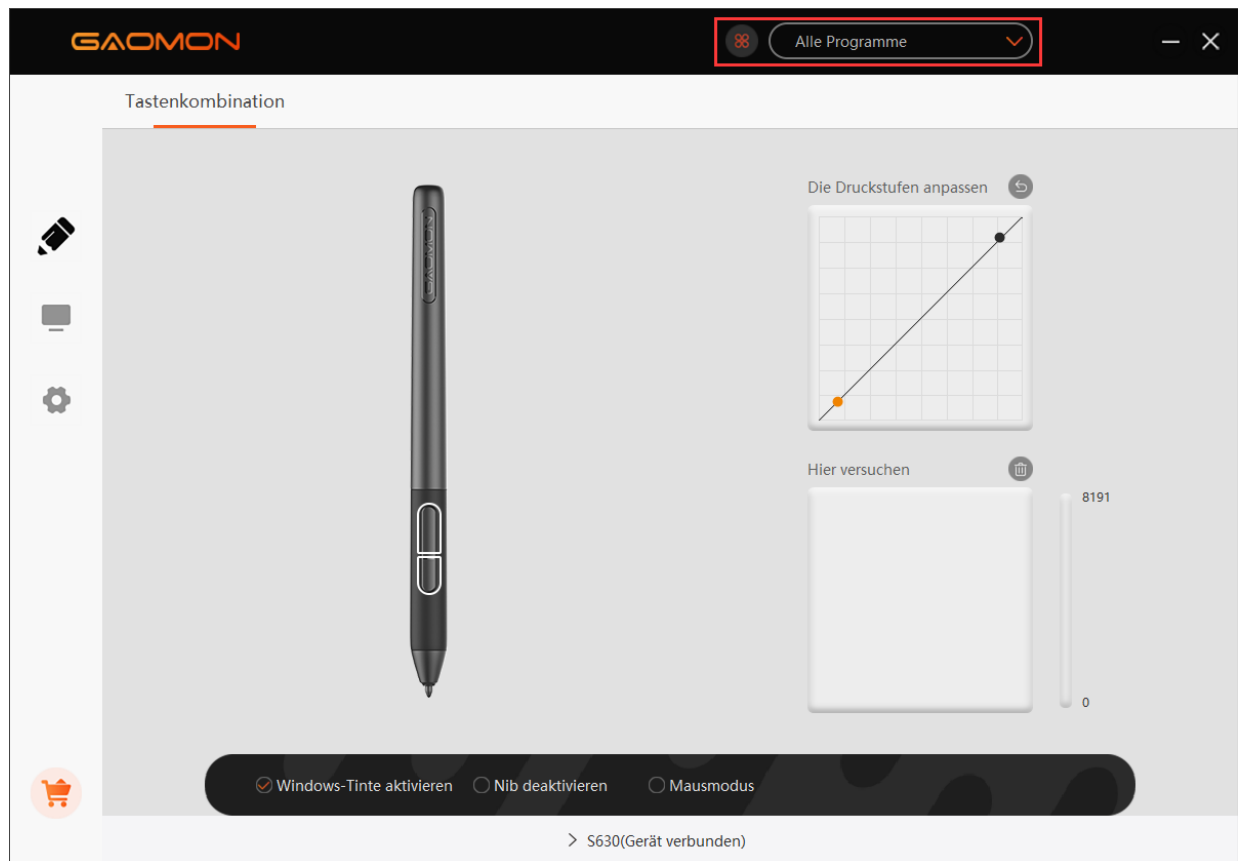 GAOMON
Alle Programme
Tastenkombination
Die Druckstufen anpassen
GAOMON
Hier versuchen
8191
0
Windows-Tinte aktivieren
Nib deaktivieren
Mausmodus
S630(Gerät verbunden)